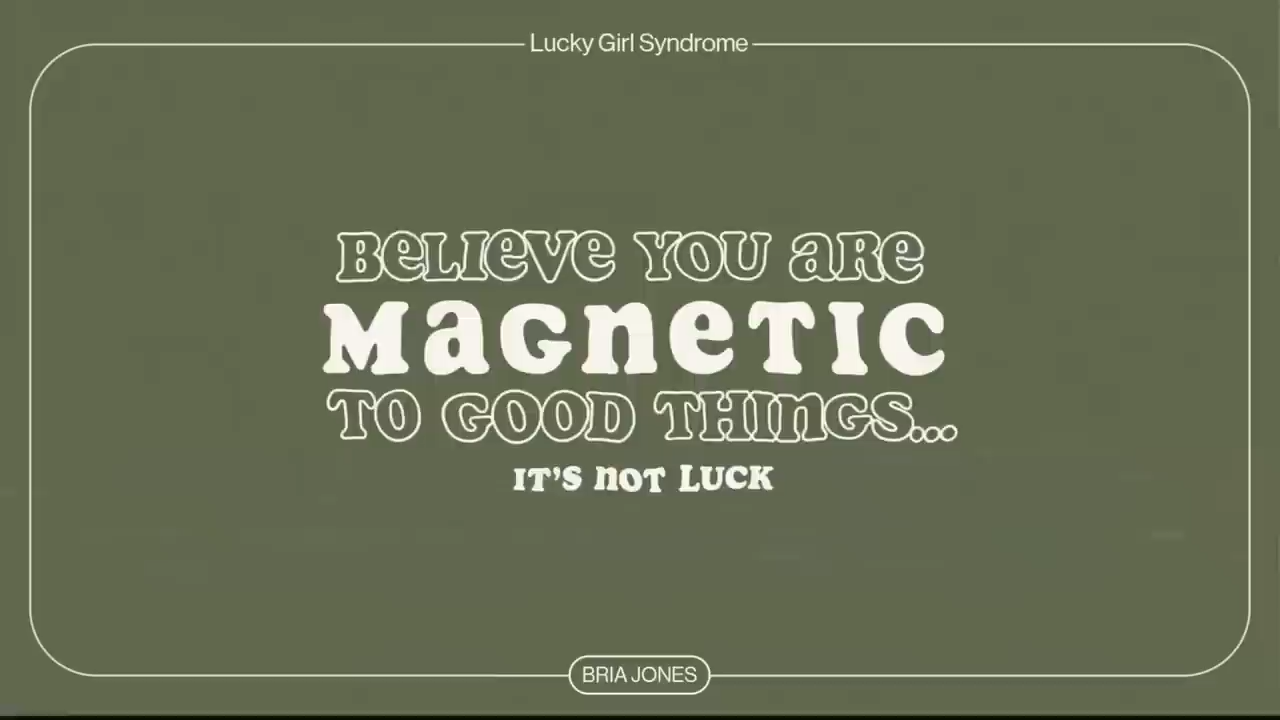 Lucky Girl Syndrome
BeLIeVe YOU aRe
MaGneTIC
TO GOOD THInGS...
IT'S nOT LUCK
BRIA JONES